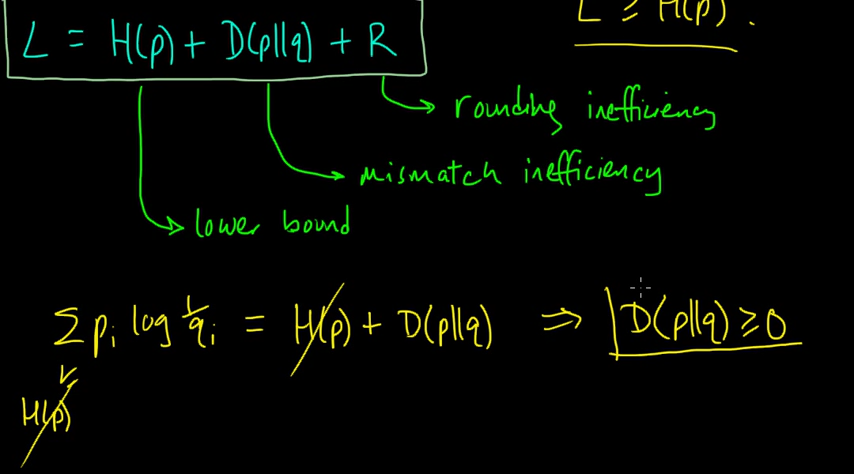 L ≥ H(p).
L = H(p) + D(p||q) + R
rounding inefficiency
mismatch inefficiency
lower bound
∑ pᵢ log 1/qᵢ = H(p) + D(p||q) ⇒ D(p||q) ≥ 0
H(p)